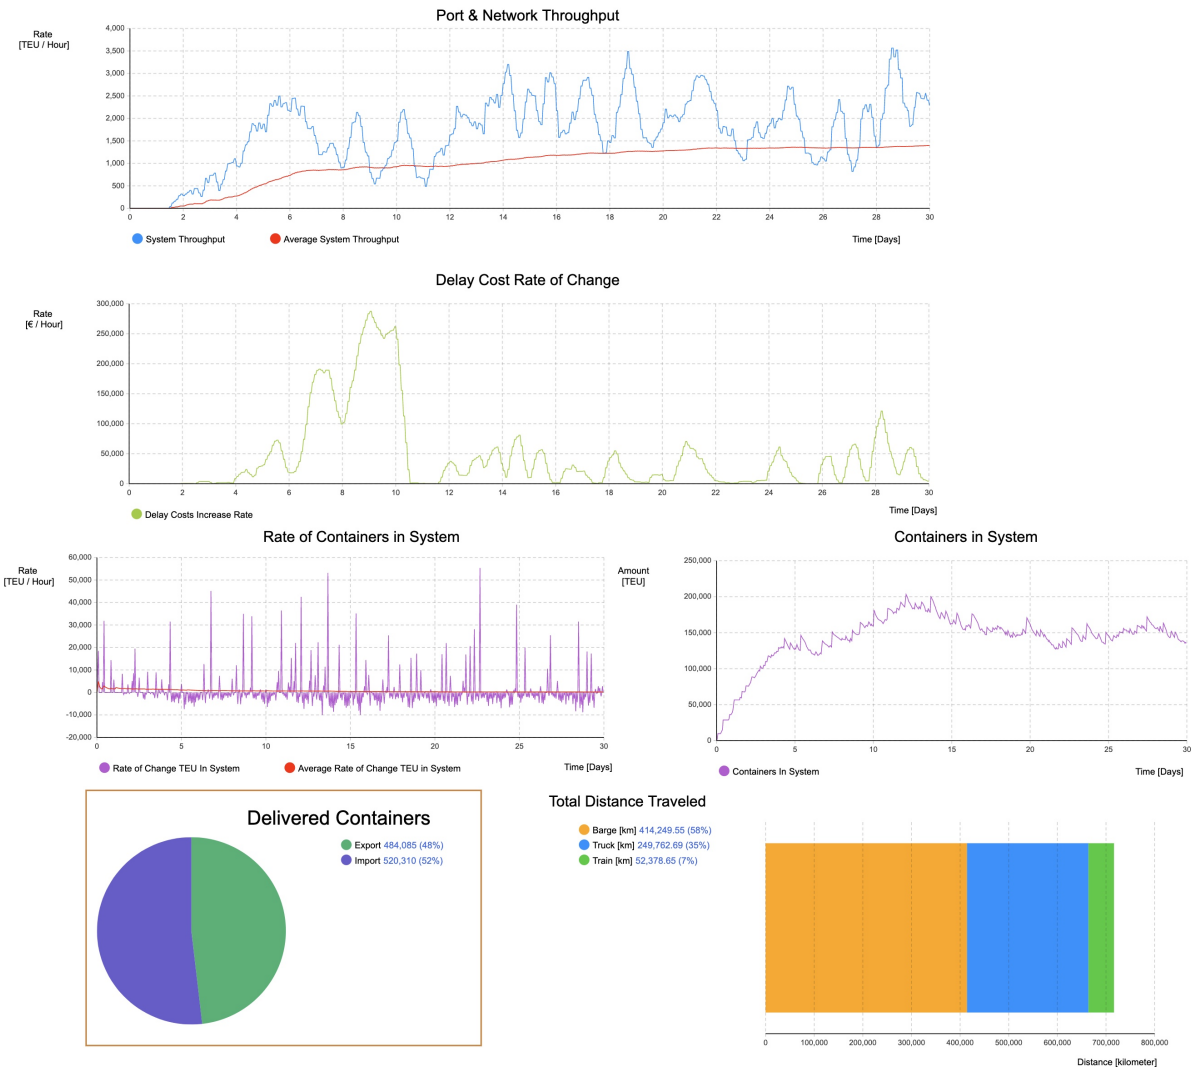 Port & Network Throughput
Rate
[TEU / Hour]
4,000
3,500
3,000
2,500
2,000
1,500
1,000
500
0
0 2 4 6 8 10 12 14 16 18 20 22 24 26 28 30
System Throughput Average System Throughput Time [Days]
Delay Cost Rate of Change
Rate
[€ / Hour]
300,000
250,000
200,000
150,000
100,000
50,000
0
0 2 4 6 8 10 12 14 16 18 20 22 24 26 28 30
Delay Costs Increase Rate Time [Days]
Rate of Containers in System
Rate
[TEU / Hour]
60,000
50,000
40,000
30,000
20,000
10,000
0
-10,000
-20,000
0 5 10 15 20 25 30
Rate of Change TEU In System Average Rate of Change TEU in System Time [Days]
Containers in System
Amount
[TEU]
250,000
200,000
150,000
100,000
50,000
0
0 5 10 15 20 25 30
Containers In System Time [Days]
Delivered Containers
Export 484,085 (48%)
Import 520,310 (52%)
Total Distance Traveled
Barge [km] 414,249.55 (58%)
Truck [km] 249,762.69 (35%)
Train [km] 52,378.65 (7%)
0 100,000 200,000 300,000 400,000 500,000 600,000 700,000 800,000
Distance [kilometer]